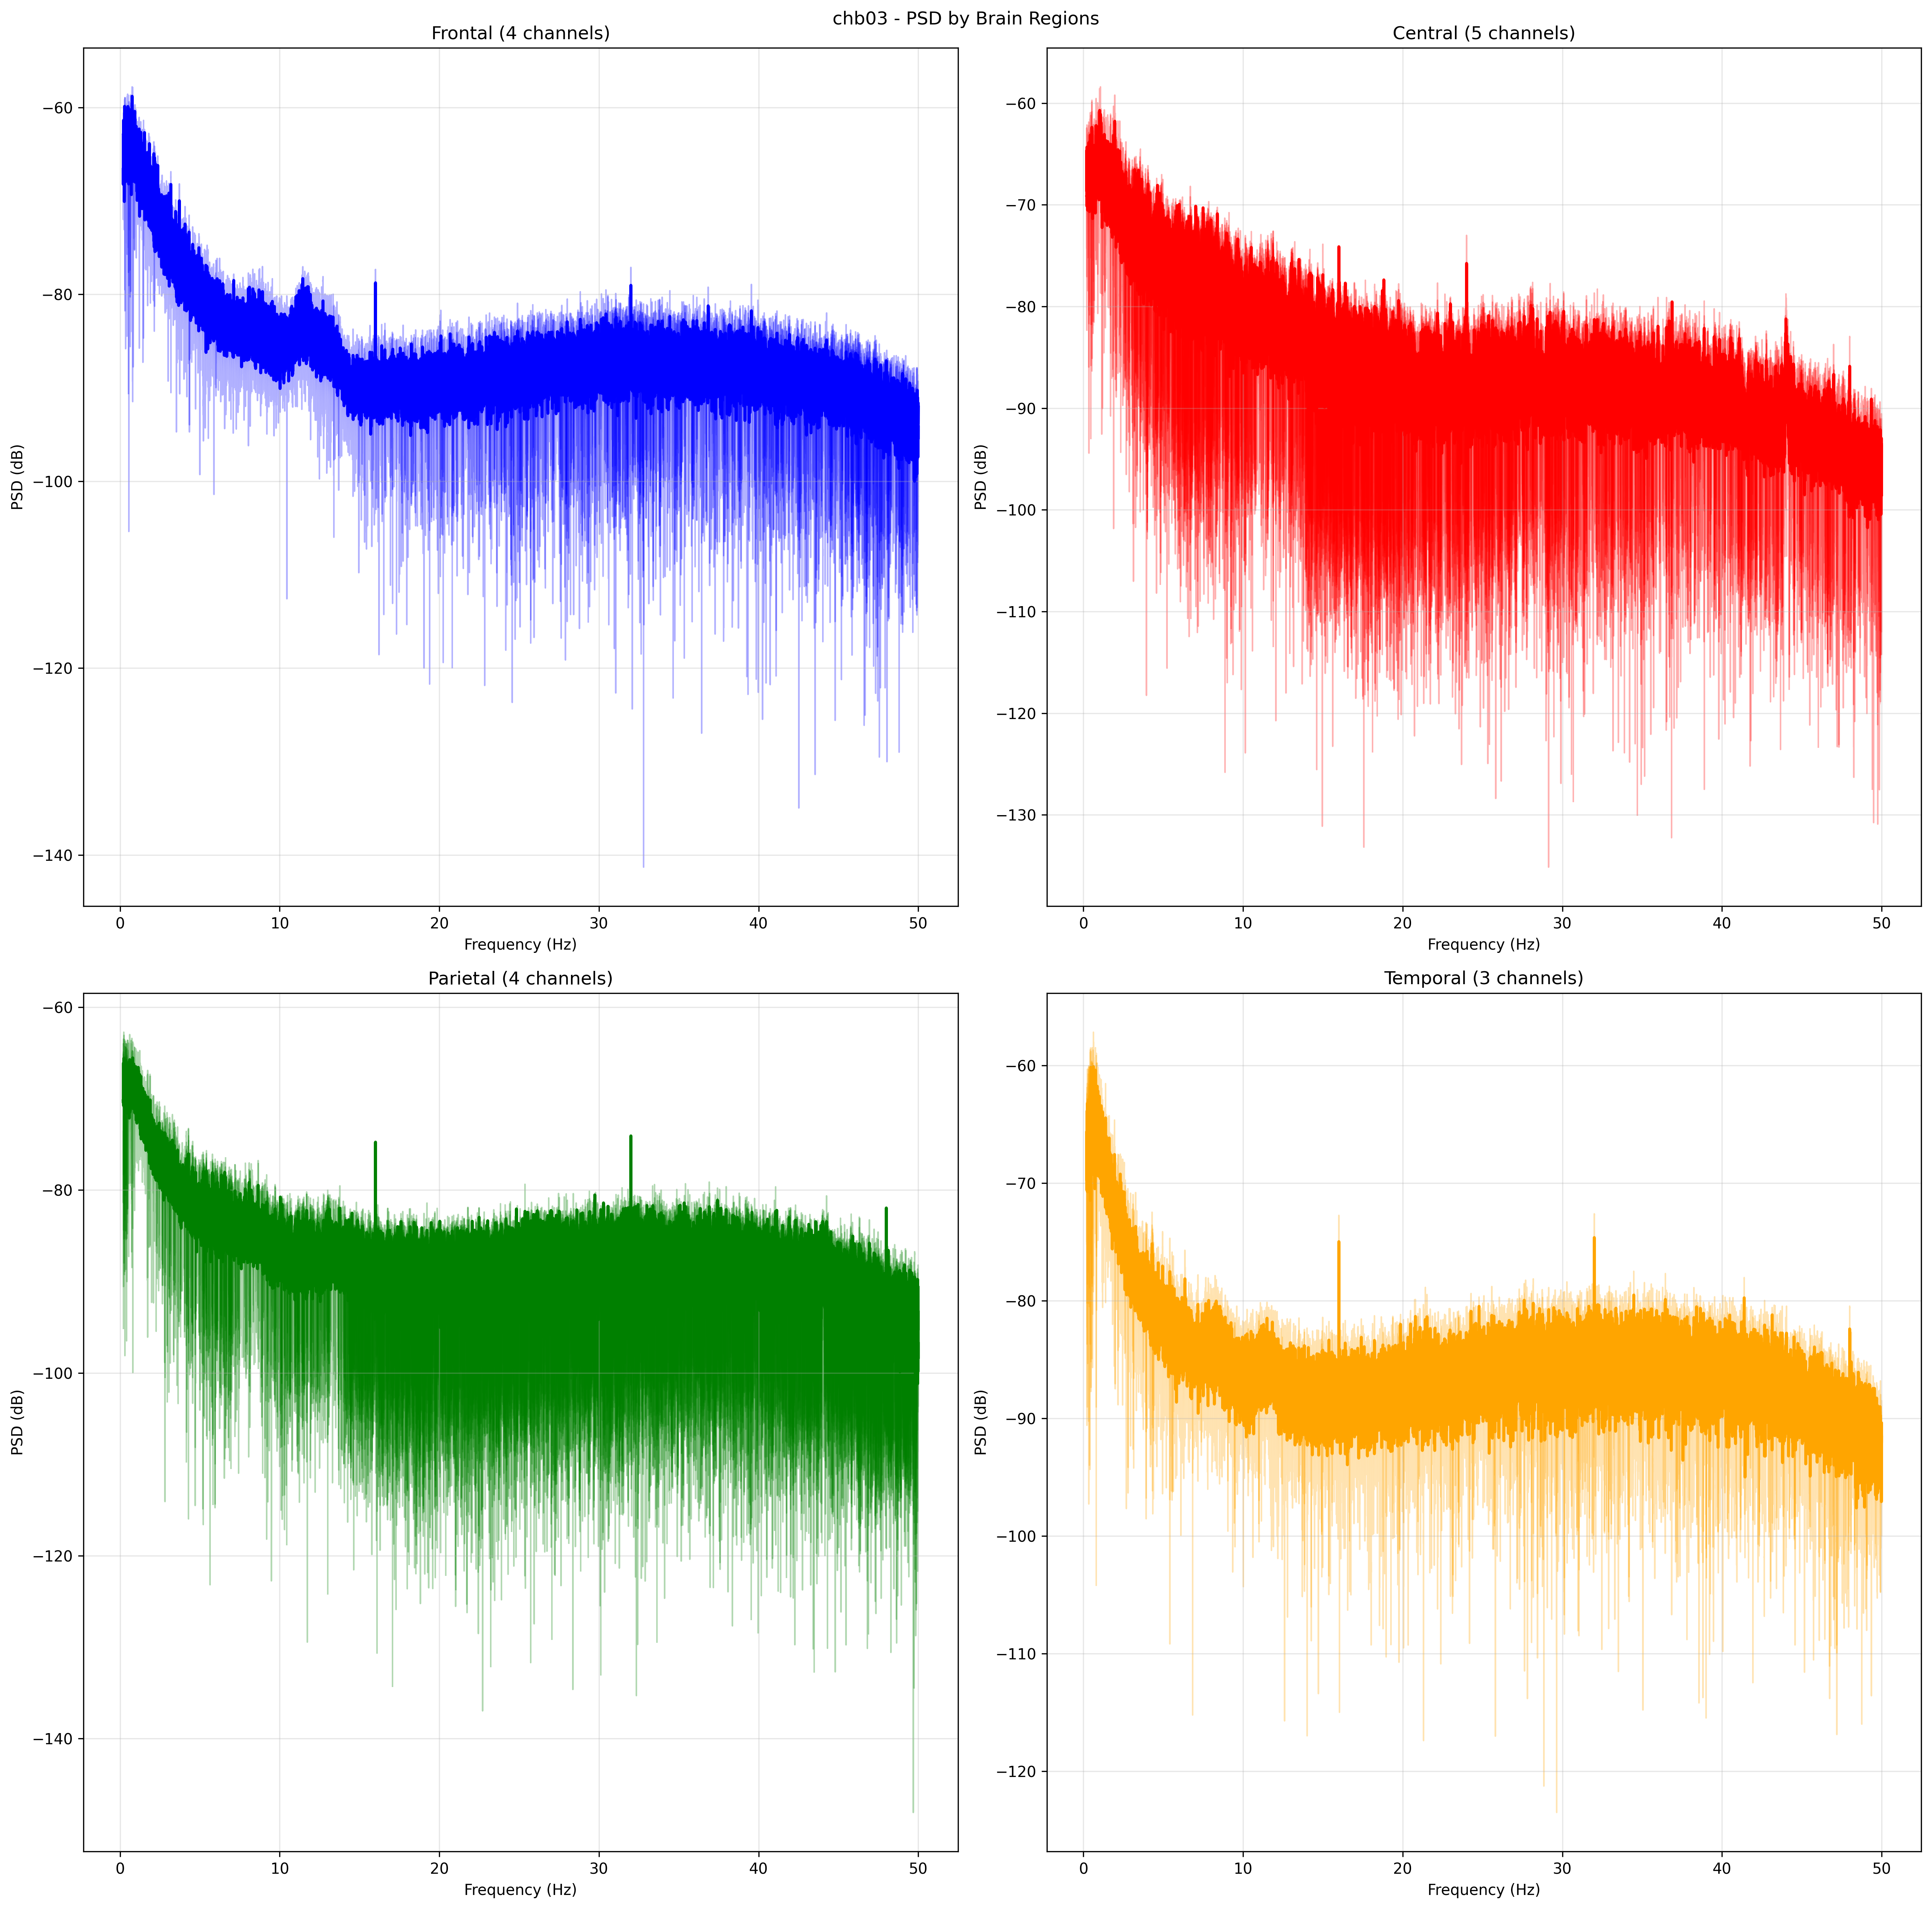 chb03 - PSD by Brain Regions
Frontal (4 channels)
−60
−80
−100
−120
−140
PSD (dB)
0 10 20 30 40 50
Frequency (Hz)
Central (5 channels)
−60
−70
−80
−90
−100
−110
−120
−130
PSD (dB)
0 10 20 30 40 50
Frequency (Hz)
Parietal (4 channels)
−60
−80
−100
−120
−140
PSD (dB)
0 10 20 30 40 50
Frequency (Hz)
Temporal (3 channels)
−60
−70
−80
−90
−100
−110
−120
PSD (dB)
0 10 20 30 40 50
Frequency (Hz)